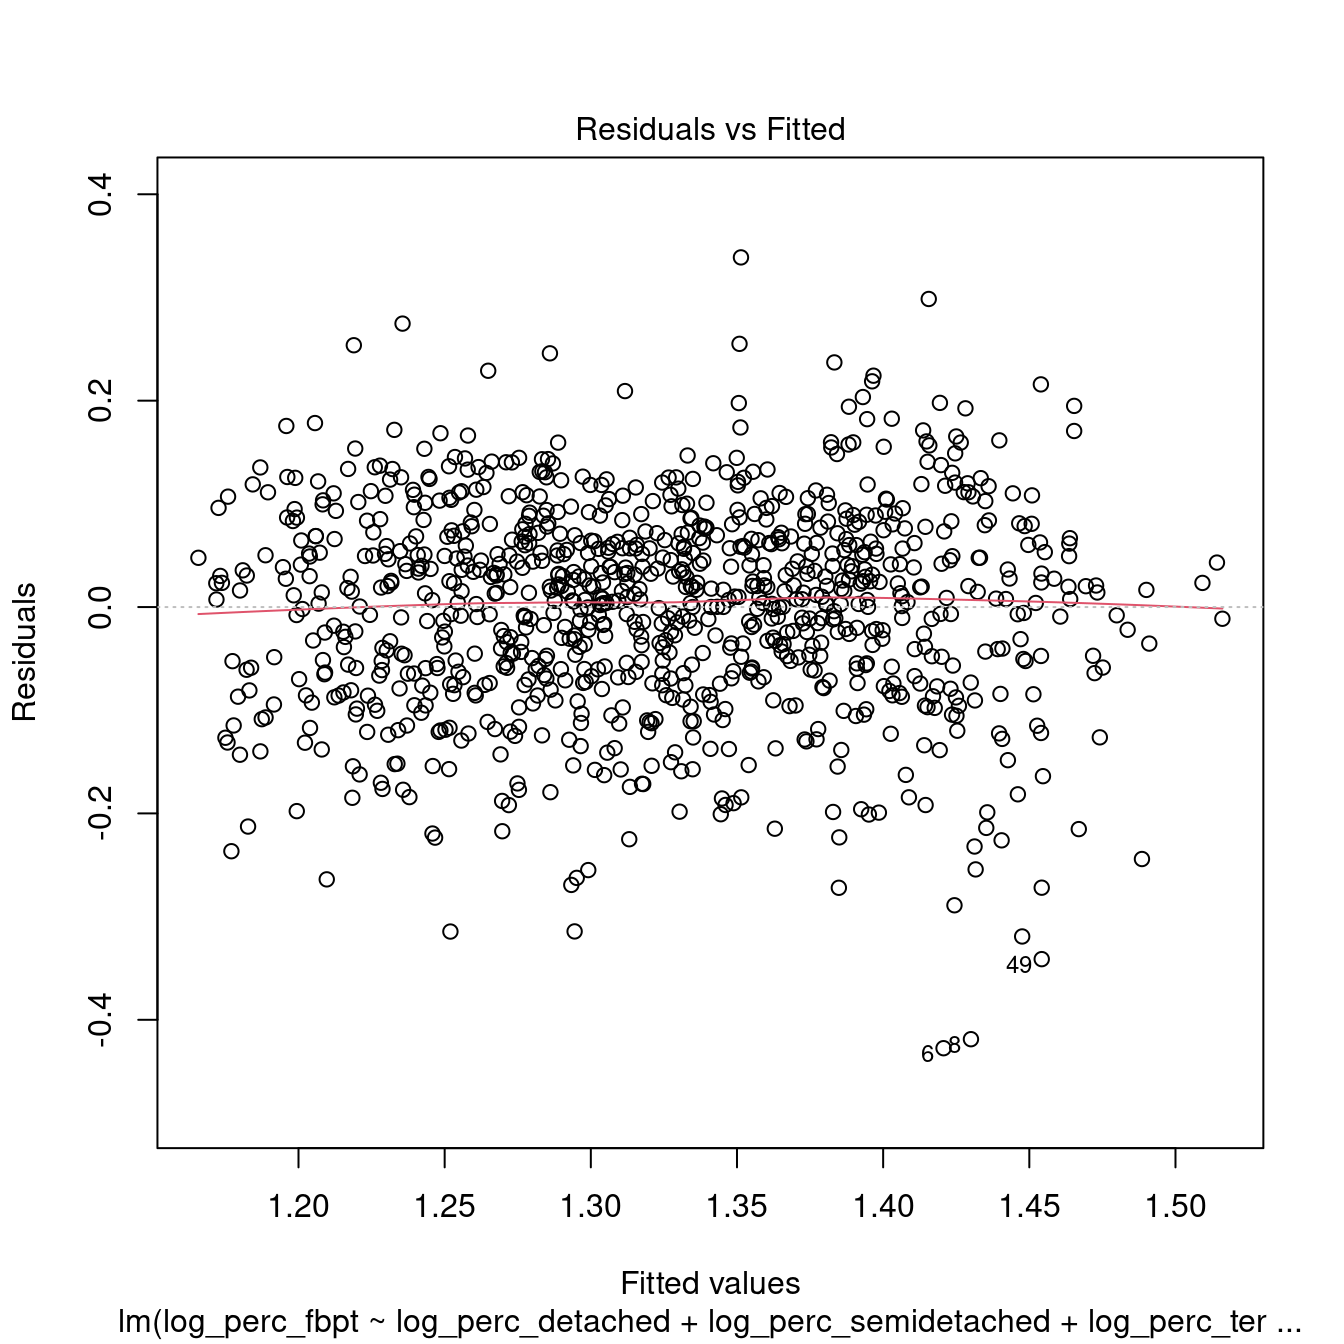 Residuals vs Fitted
0.4
0.2
0.0
-0.2
-0.4
Residuals
49
6
8
1.20 1.25 1.30 1.35 1.40 1.45 1.50
Fitted values
lm(log_perc_fbpt ~ log_perc_detached + log_perc_semidetached + log_perc_ter ...